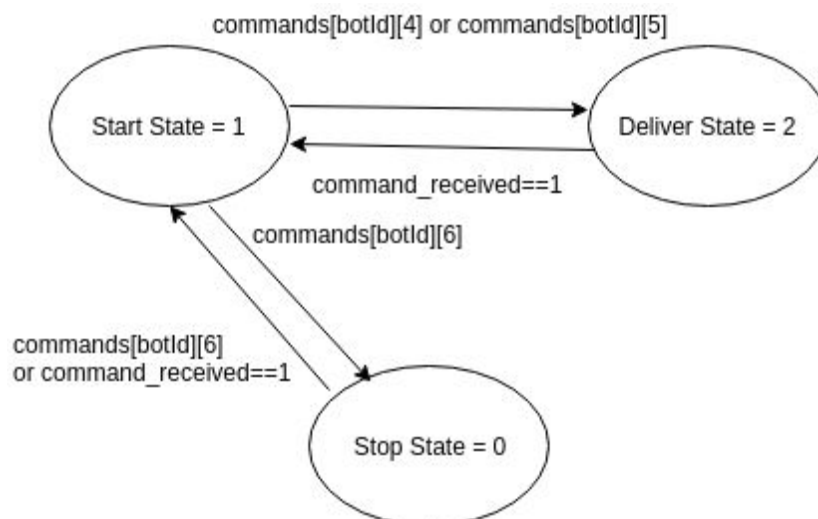 commands[botId][4] or commands[botId][5]
Start State = 1
Deliver State = 2
command_received==1
commands[botId][6]
commands[botId][6]
or command_received==1
Stop State = 0